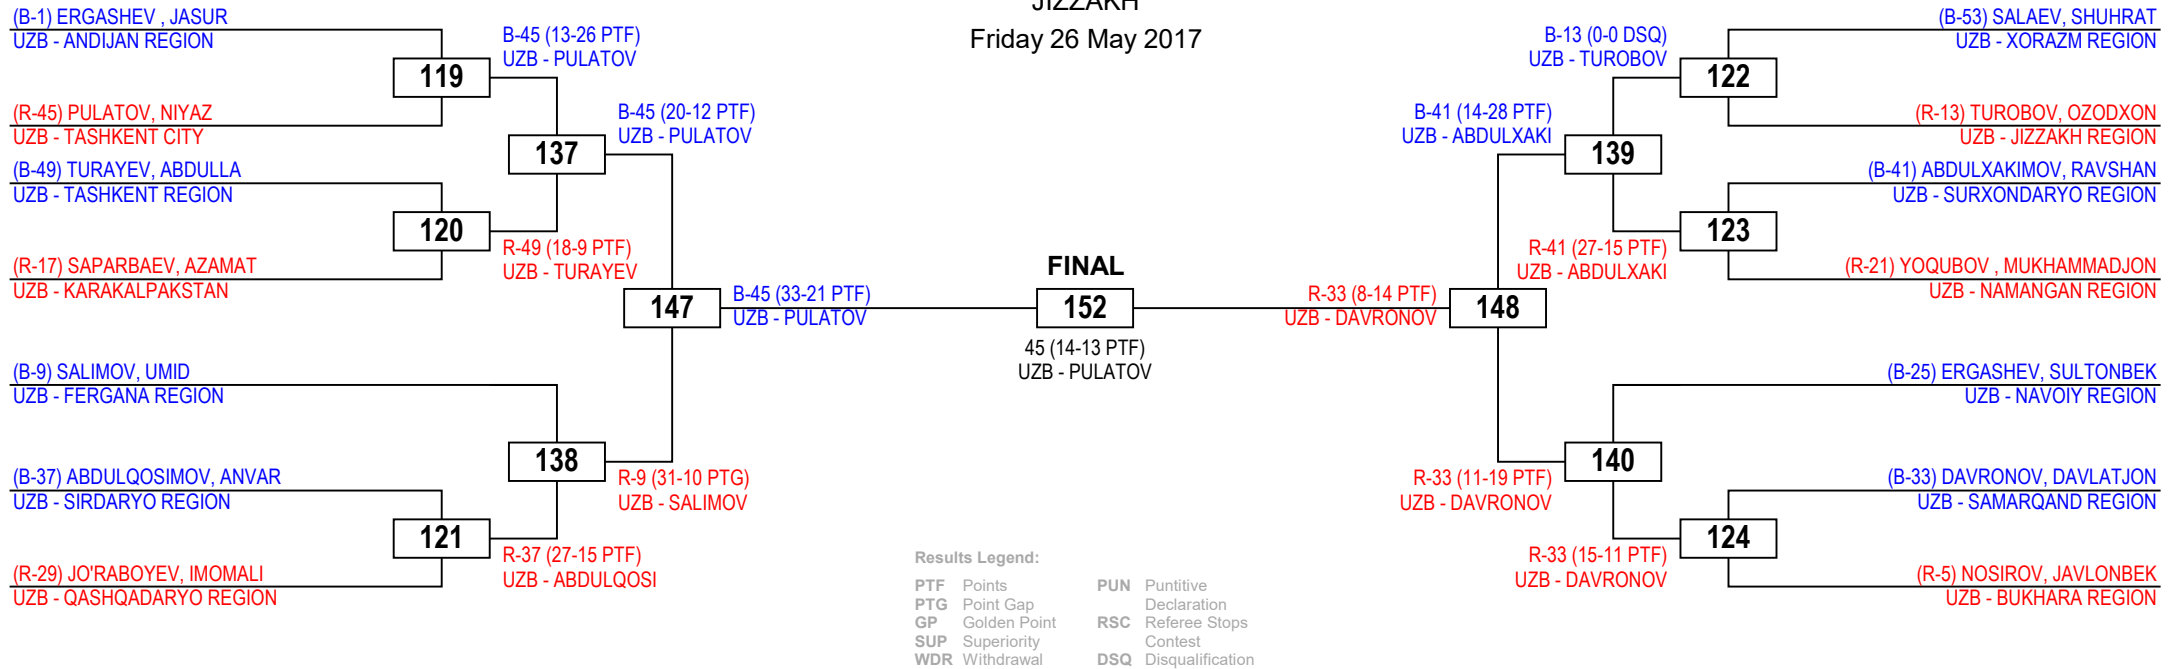 JIZZAKH
Friday 26 May 2017
(B-1) ERGASHEV , JASUR
UZB - ANDIJAN REGION
B-45 (13-26 PTF)
UZB - PULATOV
119
(R-45) PULATOV, NIYAZ
UZB - TASHKENT CITY
B-45 (20-12 PTF)
UZB - PULATOV
137
(B-49) TURAYEV, ABDULLA
UZB - TASHKENT REGION
120
R-49 (18-9 PTF)
UZB - TURAYEV
(R-17) SAPARBAEV, AZAMAT
UZB - KARAKALPAKSTAN
147
B-45 (33-21 PTF)
UZB - PULATOV
(B-9) SALIMOV, UMID
UZB - FERGANA REGION
138
R-9 (31-10 PTG)
UZB - SALIMOV
(B-37) ABDULQOSIMOV, ANVAR
UZB - SIRDARYO REGION
121
R-37 (27-15 PTF)
UZB - ABDULQOSI
(R-29) JO'RABOYEV, IMOMALI
UZB - QASHQADARYO REGION
FINAL
152
45 (14-13 PTF)
UZB - PULATOV
(B-53) SALAEV, SHUHRAT
UZB - XORAZM REGION
B-13 (0-0 DSQ)
UZB - TUROBOV
122
(R-13) TUROBOV, OZODXON
UZB - JIZZAKH REGION
B-41 (14-28 PTF)
UZB - ABDULXAKI
139
(B-41) ABDULXAKIMOV, RAVSHAN
UZB - SURXONDARYO REGION
123
R-41 (27-15 PTF)
UZB - ABDULXAKI
(R-21) YOQUBOV , MUKHAMMADJON
UZB - NAMANGAN REGION
R-33 (8-14 PTF)
UZB - DAVRONOV
148
(B-25) ERGASHEV, SULTONBEK
UZB - NAVOIY REGION
140
R-33 (11-19 PTF)
UZB - DAVRONOV
(B-33) DAVRONOV, DAVLATJON
UZB - SAMARQAND REGION
124
R-33 (15-11 PTF)
UZB - DAVRONOV
(R-5) NOSIROV, JAVLONBEK
UZB - BUKHARA REGION
Results Legend:
PTF Points
PTG Point Gap
GP Golden Point
SUP Superiority
WDR Withdrawal
PUN Puntitive
Declaration
RSC Referee Stops
Contest
DSQ Disqualification